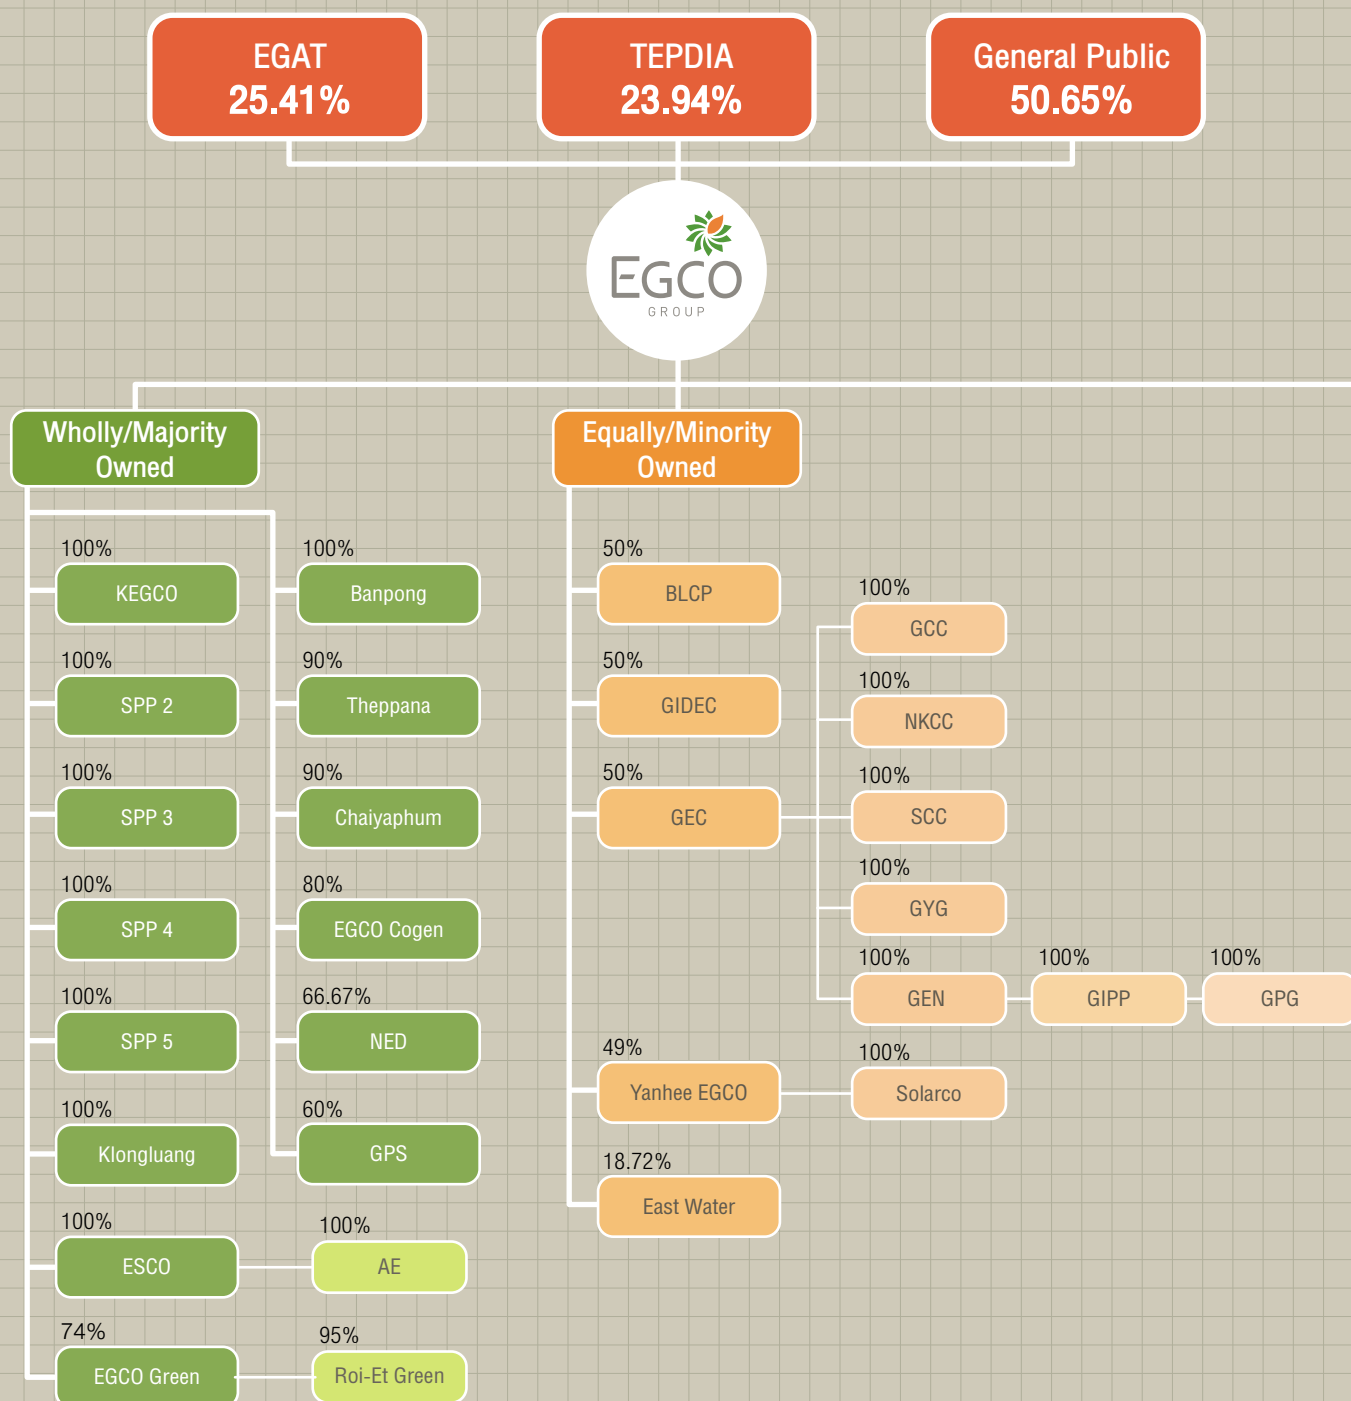 EGAT
25.41%
TEPDIA
23.94%
General Public
50.65%
EGCO
GROUP
Wholly/Majority
Owned
100%
KEGCO
100%
SPP 2
100%
SPP 3
100%
SPP 4
100%
SPP 5
100%
Klongluang
100%
ESCO
100%
AE
74%
EGCO Green
95%
Roi-Et Green
100%
Banpong
90%
Theppana
90%
Chaiyaphum
80%
EGCO Cogen
66.67%
NED
60%
GPS
Equally/Minority
Owned
50%
BLCP
50%
GIDEC
50%
GEC
100%
GCC
100%
NKCC
100%
SCC
100%
GYG
100%
GEN
100%
GIPP
100%
GPG
49%
Yanhee EGCO
100%
Solarco
18.72%
East Water